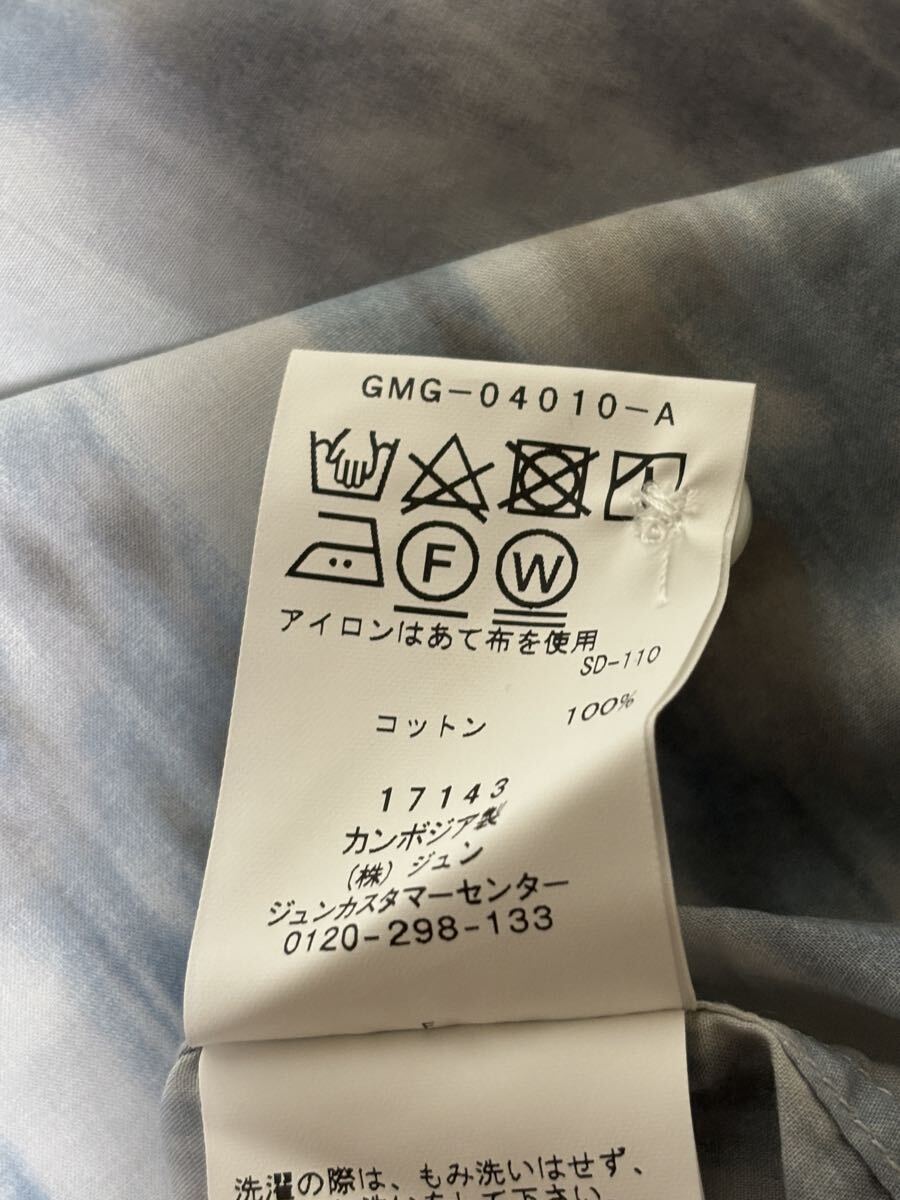 GMG-04010-A
F W
アイロンはあて布を使用
SD-110
コットン 100%
17143
カンボジア製
(株)ジュン
ジュンカスタマーセンター
0120-298-133
洗濯の際は、もみ洗いはせず、